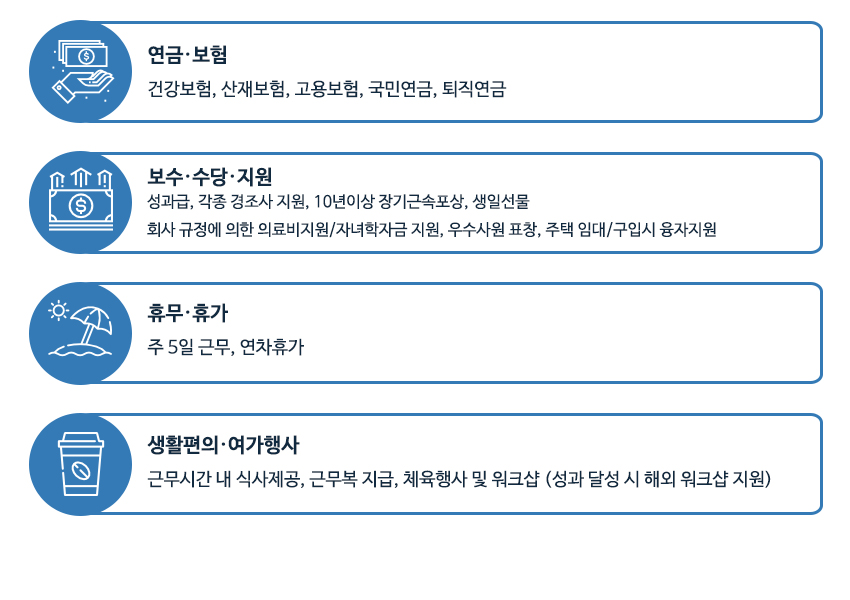 연금·보험
건강보험, 산재보험, 고용보험, 국민연금, 퇴직연금
보수·수당·지원
성과급, 각종 경조사 지원, 10년이상 장기근속포상, 생일선물
회사 규정에 의한 의료비지원/자녀학자금 지원, 우수사원 표창, 주택 임대/구입시 융자지원
휴무·휴가
주 5일 근무, 연차휴가
생활편의·여가행사
근무시간 내 식사제공, 근무복 지급, 체육행사 및 워크샵 (성과 달성 시 해외 워크샵 지원)